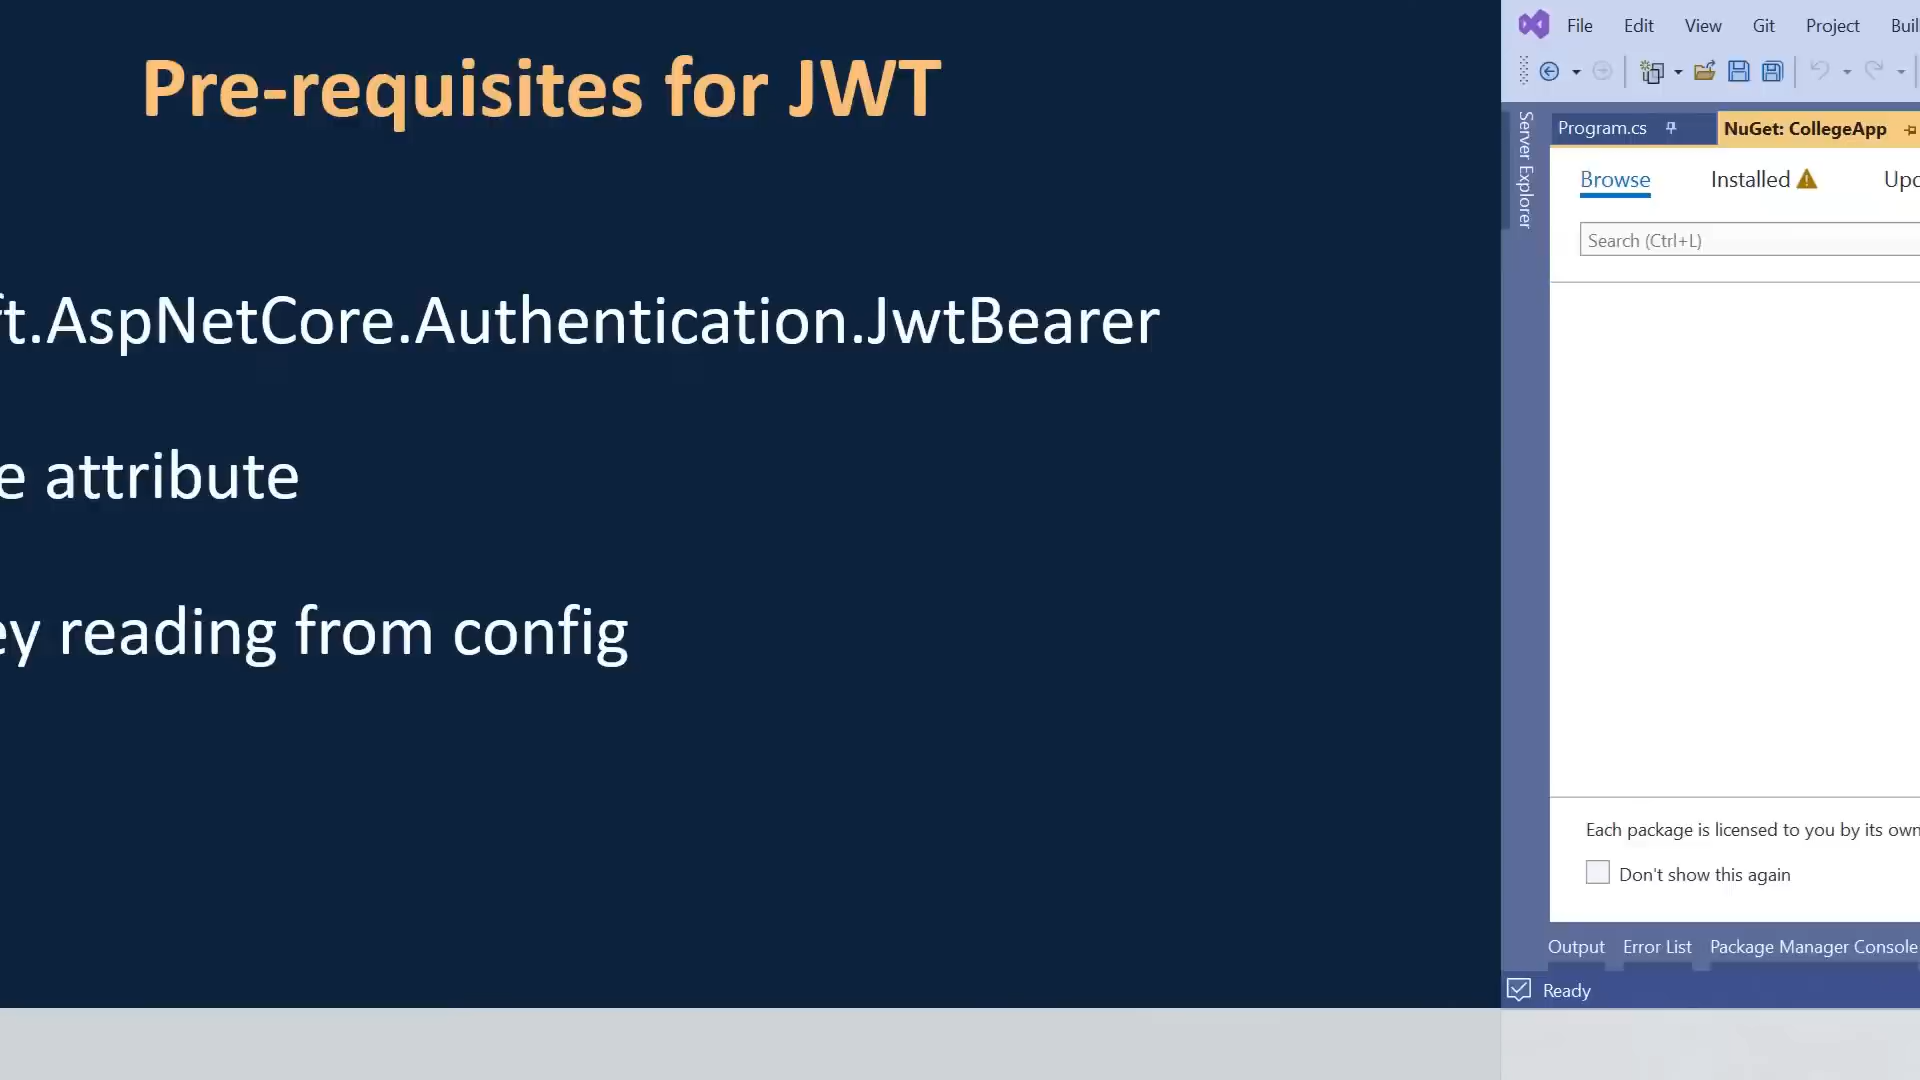 Pre-requisites for JWT
ft.AspNetCore.Authentication.JwtBearer
e attribute
ey reading from config
File Edit View Git Project Buil
Server Explorer
Program.cs NuGet: CollegeApp
Browse Installed Upd
Search (Ctrl+L)
Each package is licensed to you by its own
Don't show this again
Output Error List Package Manager Console
Ready